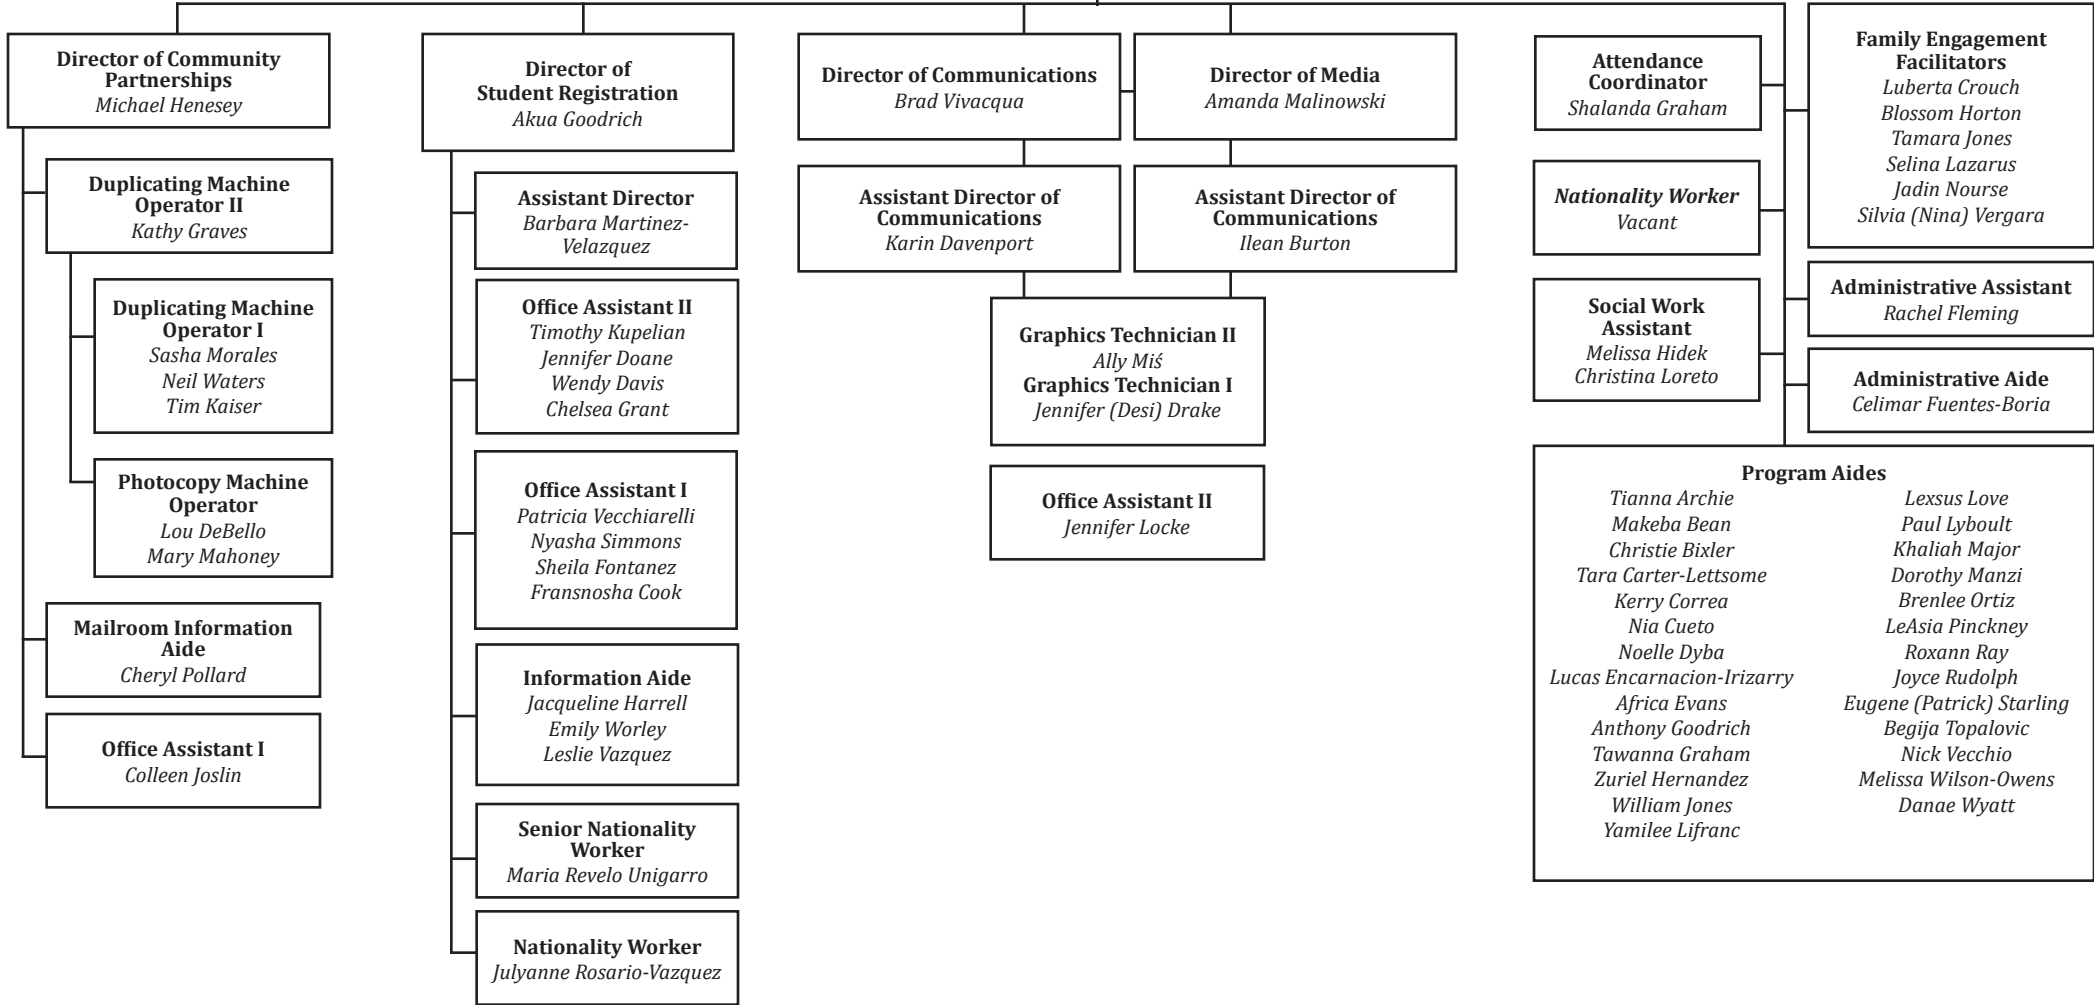 Director of Community
Partnerships
Michael Henesey
Duplicating Machine
Operator II
Kathy Graves
Duplicating Machine
Operator I
Sasha Morales
Neil Waters
Tim Kaiser
Photocopy Machine
Operator
Lou DeBello
Mary Mahoney
Mailroom Information
Aide
Cheryl Pollard
Office Assistant I
Colleen Joslin
Director of
Student Registration
Akua Goodrich
Assistant Director
Barbara Martinez-
Velazquez
Office Assistant II
Timothy Kupelian
Jennifer Doane
Wendy Davis
Chelsea Grant
Office Assistant I
Patricia Vecchiarelli
Nyasha Simmons
Sheila Fontanez
Fransnosha Cook
Information Aide
Jacqueline Harrell
Emily Worley
Leslie Vazquez
Senior Nationality
Worker
Maria Revelo Unigarro
Nationality Worker
Julyanne Rosario-Vazquez
Director of Communications
Brad Vivacqua
Director of Media
Amanda Malinowski
Assistant Director of
Communications
Karin Davenport
Assistant Director of
Communications
Ilean Burton
Graphics Technician II
Ally Miś
Graphics Technician I
Jennifer (Desi) Drake
Office Assistant II
Jennifer Locke
Attendance
Coordinator
Shalanda Graham
Nationality Worker
Vacant
Social Work
Assistant
Melissa Hidek
Christina Loreto
Family Engagement
Facilitators
Luberta Crouch
Blossom Horton
Tamara Jones
Selina Lazarus
Jadin Nourse
Silvia (Nina) Vergara
Administrative Assistant
Rachel Fleming
Administrative Aide
Celimar Fuentes-Boria
Program Aides
Tianna Archie
Makeba Bean
Christie Bixler
Tara Carter-Lettsome
Kerry Correa
Nia Cueto
Noelle Dyba
Lucas Encarnacion-Irizarry
Africa Evans
Anthony Goodrich
Tawanna Graham
Zuriel Hernandez
William Jones
Yamilee Lifranc
Lexsus Love
Paul Lyboult
Khaliah Major
Dorothy Manzi
Brenlee Ortiz
LeAsia Pinckney
Roxann Ray
Joyce Rudolph
Eugene (Patrick) Starling
Begija Topalovic
Nick Vecchio
Melissa Wilson-Owens
Danae Wyatt